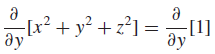 ∂/∂y [x² + y² + z²] = ∂/∂y [1]